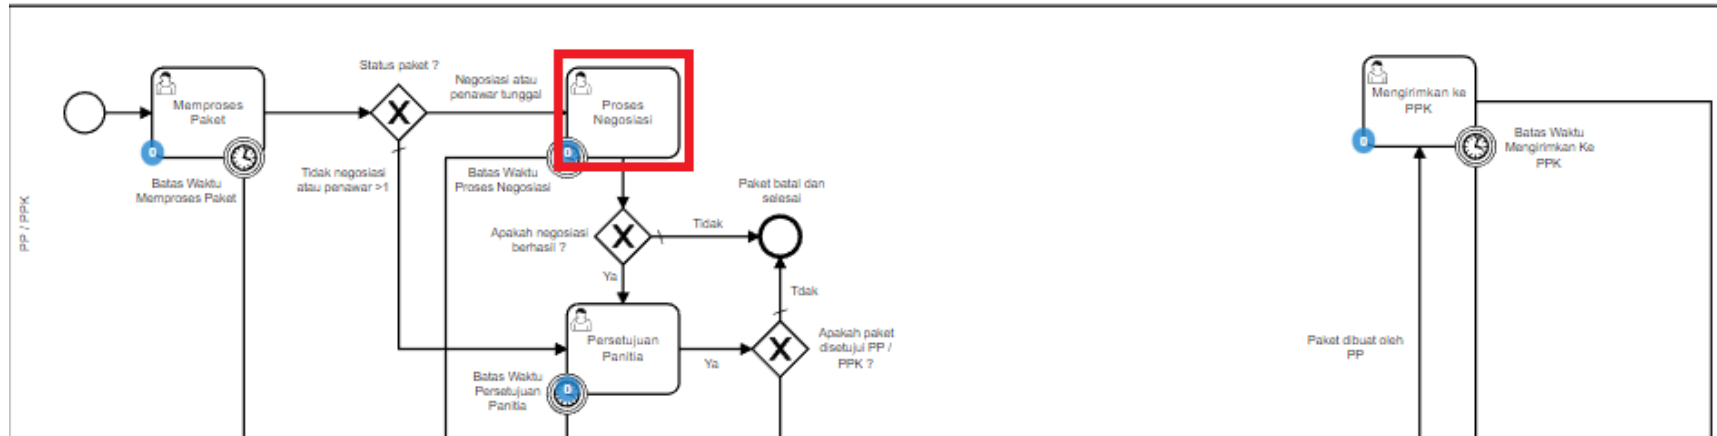 PP / PPK
Memproses
Paket
0
Batas Waktu
Memproses Paket
Status paket ?
X
Negosiasi atau
penawar tunggal
Tidak negosiasi
atau penawar >1
Proses
Negosiasi
0
Batas Waktu
Proses Negosiasi
Apakah negosiasi
berhasil ?
X
Tidak
Paket batal dan
selesai
Ya
Persetujuan
Panitia
0
Batas Waktu
Persetujuan
Panitia
Ya
X
Tdak
Apakah paket
disetujui PP /
PPK ?
Mengirimkan ke
PPK
0
Batas Waktu
Mengirimkan Ke
PPK
Paket dibuat oleh
PP